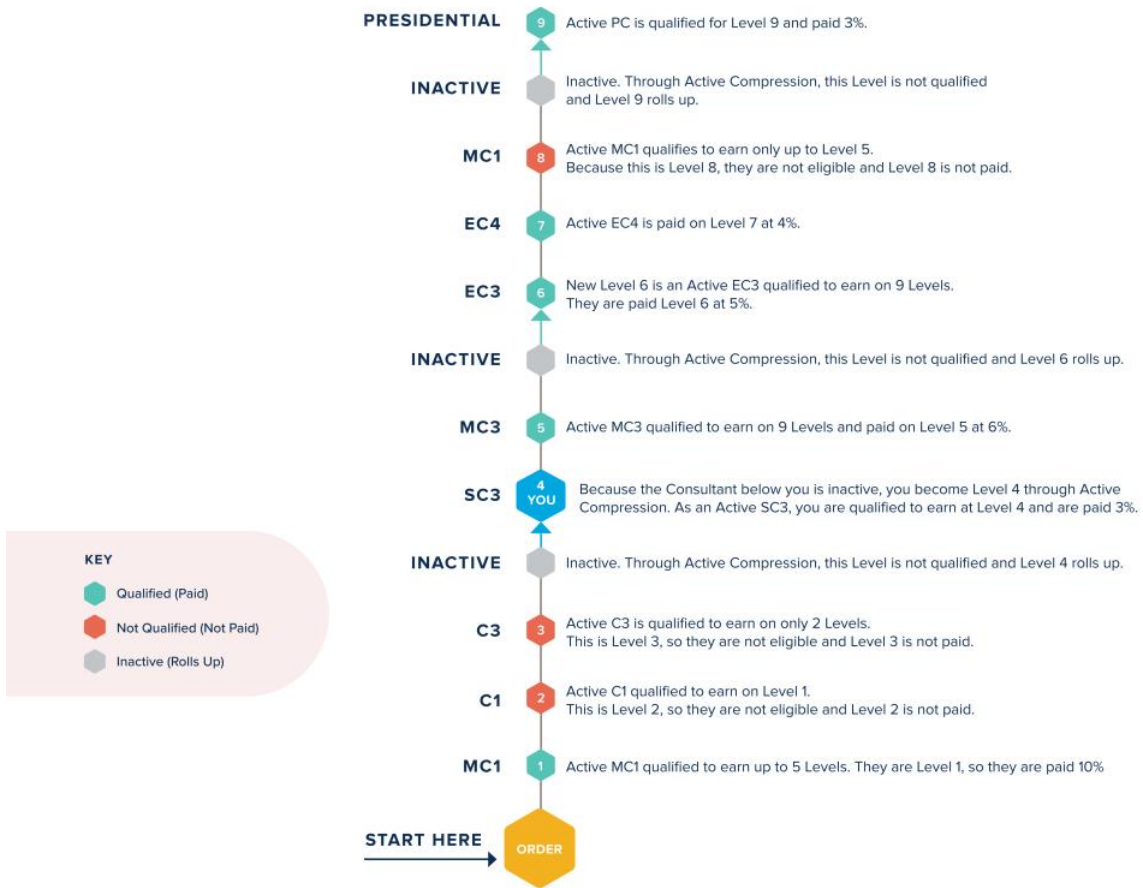 PRESIDENTIAL
9
Active PC is qualified for Level 9 and paid 3%.
INACTIVE
Inactive. Through Active Compression, this Level is not qualified
and Level 9 rolls up.
MC1
8
Active MC1 qualifies to earn only up to Level 5.
Because this is Level 8, they are not eligible and Level 8 is not paid.
EC4
7
Active EC4 is paid on Level 7 at 4%.
EC3
6
New Level 6 is an Active EC3 qualified to earn on 9 Levels.
They are paid Level 6 at 5%.
INACTIVE
Inactive. Through Active Compression, this Level is not qualified and Level 6 rolls up.
MC3
5
Active MC3 qualified to earn on 9 Levels and paid on Level 5 at 6%.
SC3
4
YOU
Because the Consultant below you is inactive, you become Level 4 through Active
Compression. As an Active SC3, you are qualified to earn at Level 4 and are paid 3%.
INACTIVE
Inactive. Through Active Compression, this Level is not qualified and Level 4 rolls up.
KEY
Qualified (Paid)
Not Qualified (Not Paid)
Inactive (Rolls Up)
C3
3
Active C3 is qualified to earn on only 2 Levels.
This is Level 3, so they are not eligible and Level 3 is not paid.
C1
2
Active C1 qualified to earn on Level 1.
This is Level 2, so they are not eligible and Level 2 is not paid.
MC1
1
Active MC1 qualified to earn up to 5 Levels. They are Level 1, so they are paid 10%
START HERE
ORDER